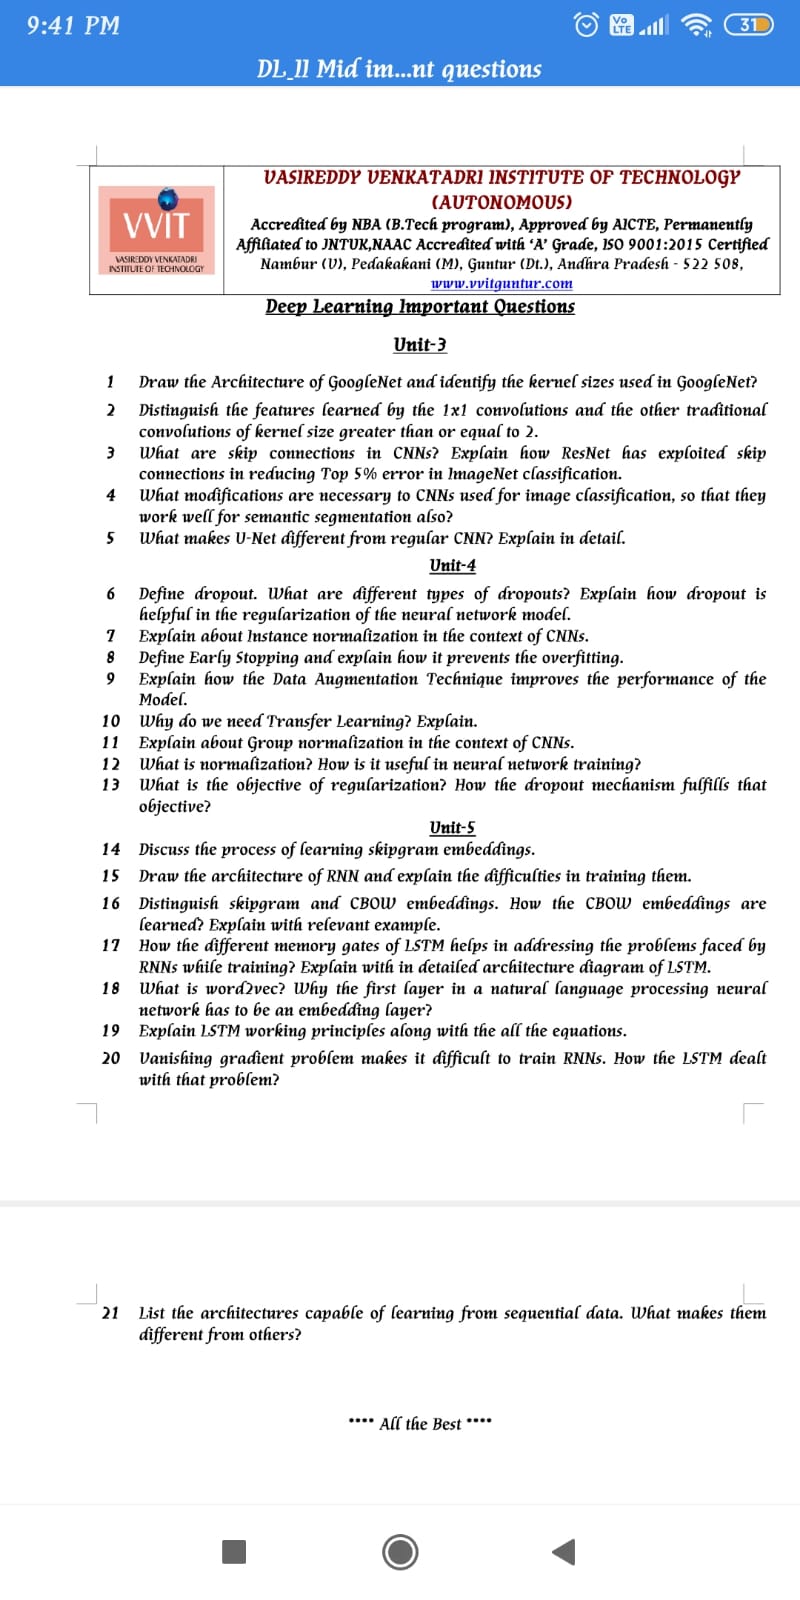 9:41 PM
Vo LTE
31
DL_II Mid im...nt questions
VVIT
VASIREDDY VENKATADRI
INSTITUTE OF TECHNOLOGY
VASIREDDY VENKATADRI INSTITUTE OF TECHNOLOGY
(AUTONOMOUS)
Accredited by NBA (B.Tech program), Approved by AICTE, Permanently
Affiliated to JNTUK,NAAC Accredited with ‘A’ Grade, ISO 9001:2015 Certified
Nambur (V), Pedakakani (M), Guntur (Dt.), Andhra Pradesh - 522 508,
www.vvitguntur.com
Deep Learning Important Questions
Unit-3
1 Draw the Architecture of GoogleNet and identify the kernel sizes used in GoogleNet?
2 Distinguish the features learned by the 1x1 convolutions and the other traditional
convolutions of kernel size greater than or equal to 2.
3 What are skip connections in CNNs? Explain how ResNet has exploited skip
connections in reducing Top 5% error in ImageNet classification.
4 What modifications are necessary to CNNs used for image classification, so that they
work well for semantic segmentation also?
5 What makes U-Net different from regular CNN? Explain in detail.
Unit-4
6 Define dropout. What are different types of dropouts? Explain how dropout is
helpful in the regularization of the neural network model.
7 Explain about Instance normalization in the context of CNNs.
8 Define Early Stopping and explain how it prevents the overfitting.
9 Explain how the Data Augmentation Technique improves the performance of the
Model.
10 Why do we need Transfer Learning? Explain.
11 Explain about Group normalization in the context of CNNs.
12 What is normalization? How is it useful in neural network training?
13 What is the objective of regularization? How the dropout mechanism fulfills that
objective?
Unit-5
14 Discuss the process of learning skipgram embeddings.
15 Draw the architecture of RNN and explain the difficulties in training them.
16 Distinguish skipgram and CBOW embeddings. How the CBOW embeddings are
learned? Explain with relevant example.
17 How the different memory gates of LSTM helps in addressing the problems faced by
RNNs while training? Explain with in detailed architecture diagram of LSTM.
18 What is word2vec? Why the first layer in a natural language processing neural
network has to be an embedding layer?
19 Explain LSTM working principles along with the all the equations.
20 Vanishing gradient problem makes it difficult to train RNNs. How the LSTM dealt
with that problem?
21 List the architectures capable of learning from sequential data. What makes them
different from others?
**** All the Best ****